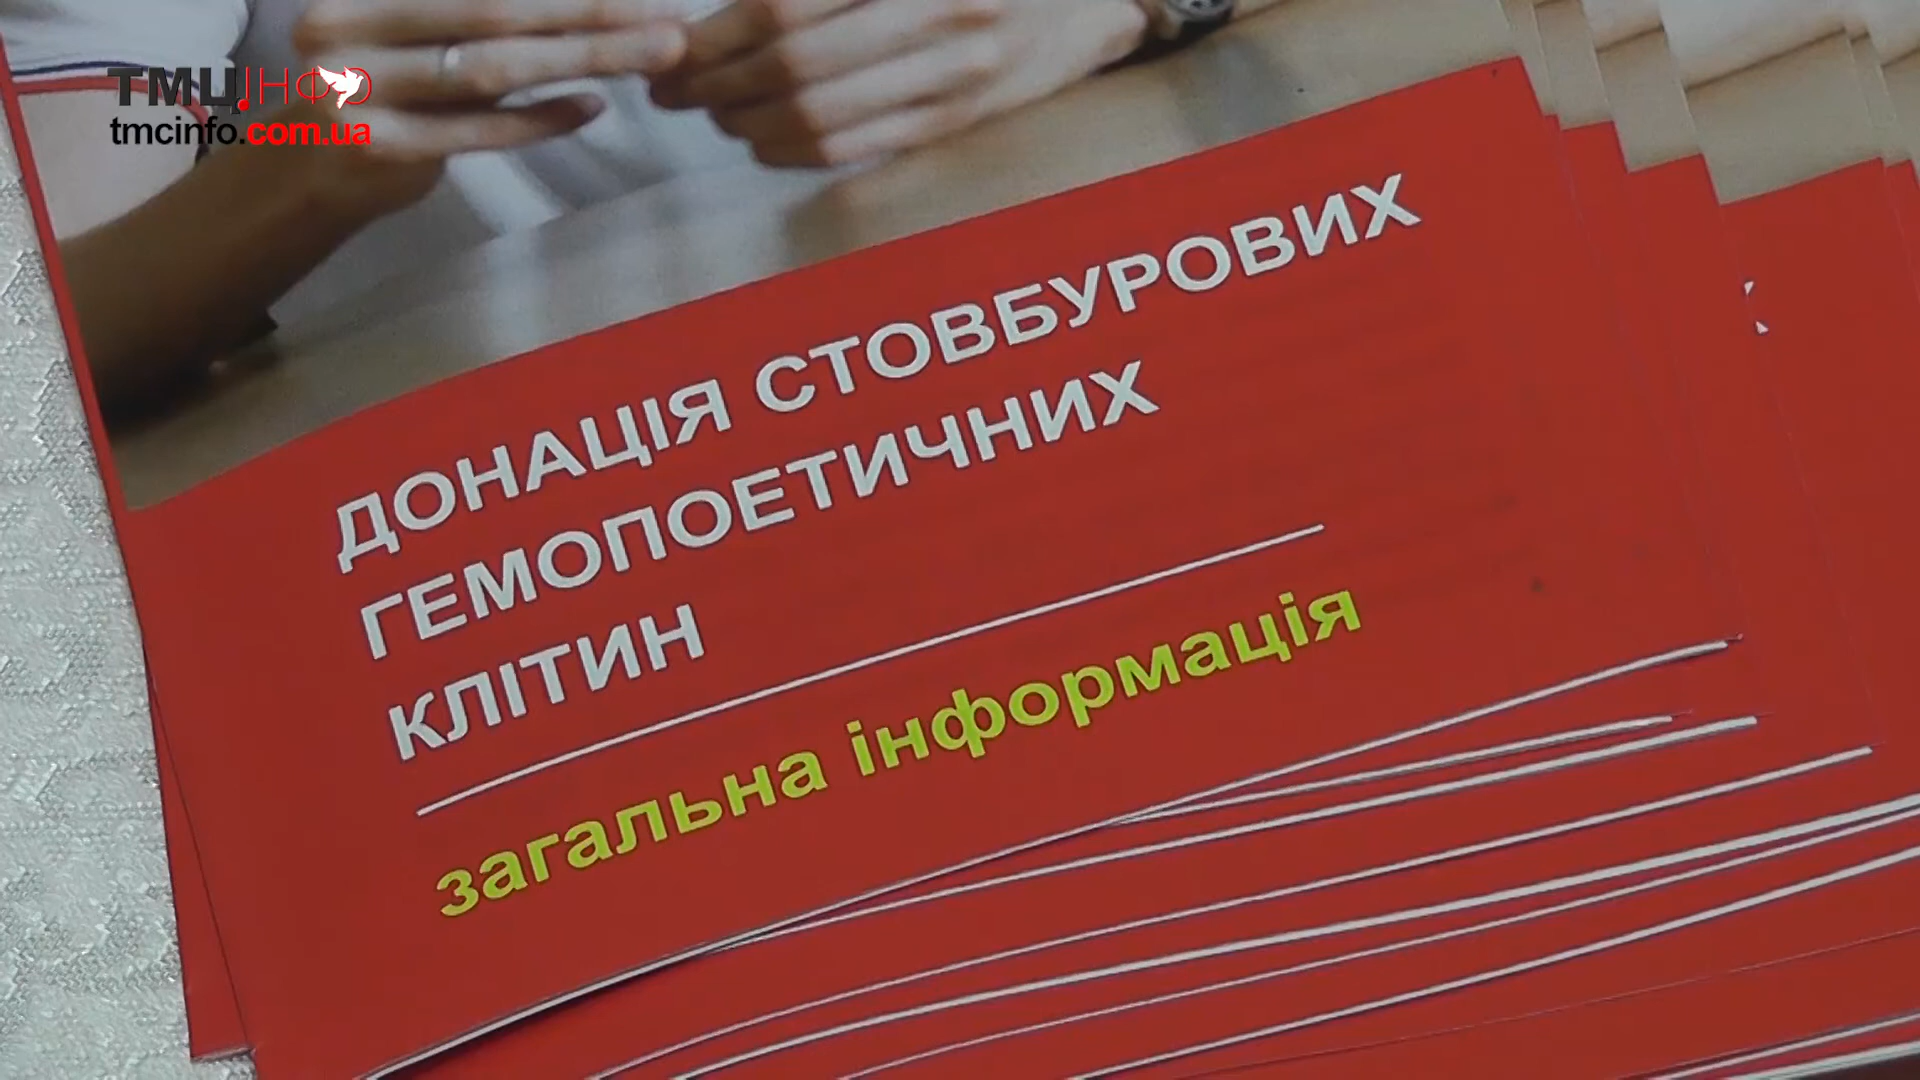 ТМЦ.ІНФО
tmcinfo.com.ua
ДОНАЦІЯ СТОВБУРОВИХ
ГЕМОПОЕТИЧНИХ
КЛІТИН
загальна інформація